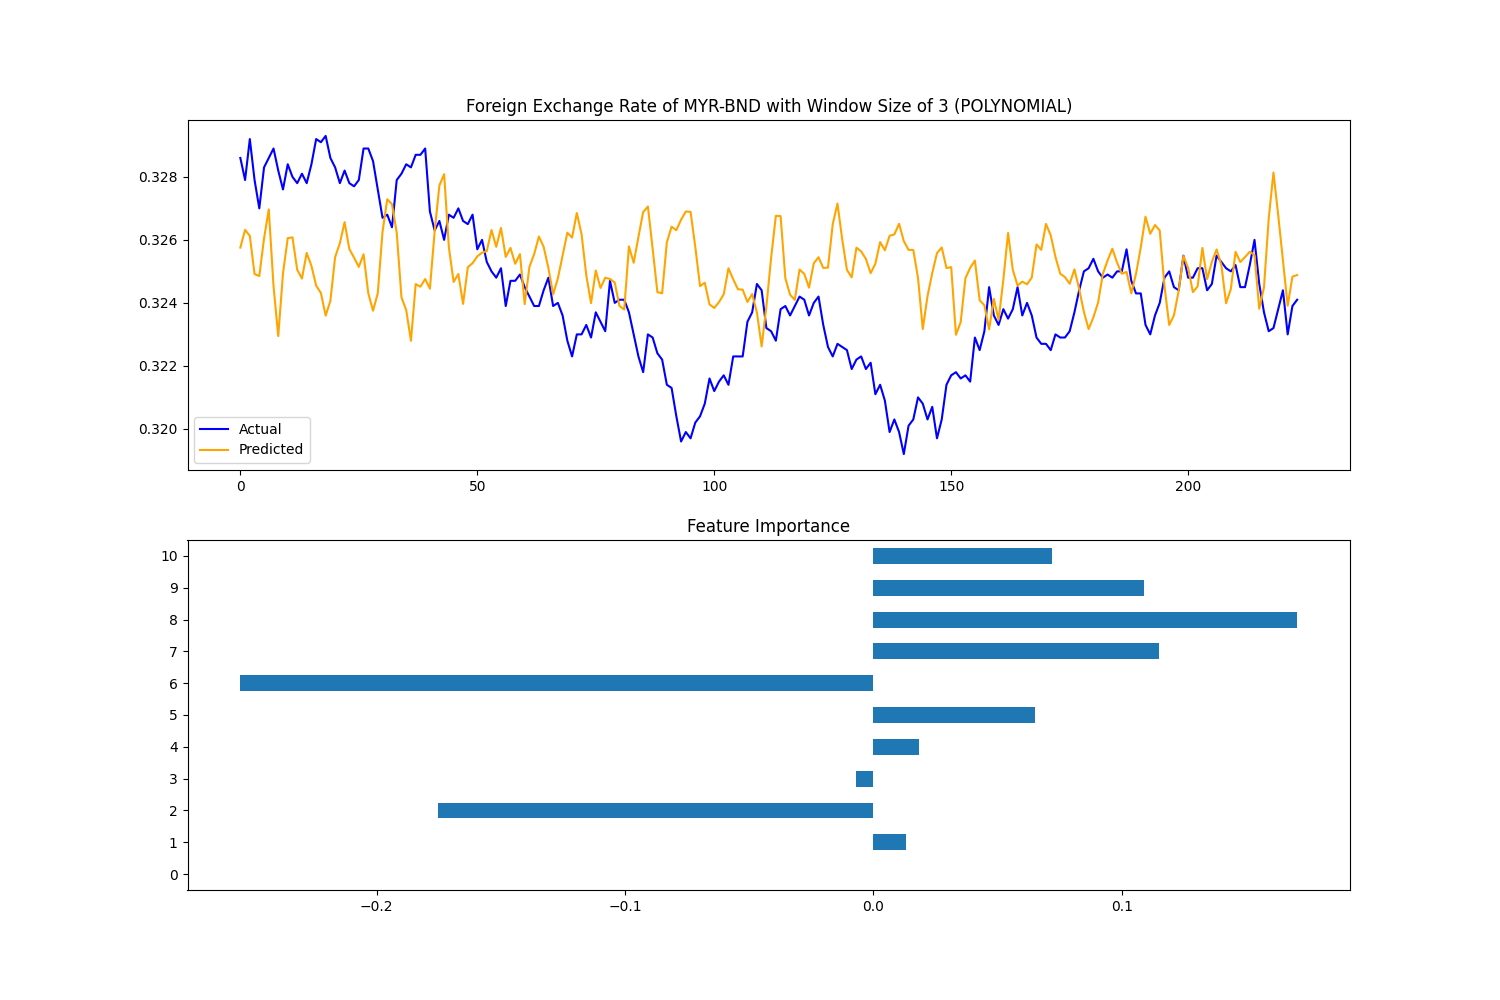 Foreign Exchange Rate of MYR-BND with Window Size of 3 (POLYNOMIAL)
0.328
0.326
0.324
0.322
0.320
Actual
Predicted
0 50 100 150 200
Feature Importance
10
9
8
7
6
5
4
3
2
1
0
−0.2 −0.1 0.0 0.1